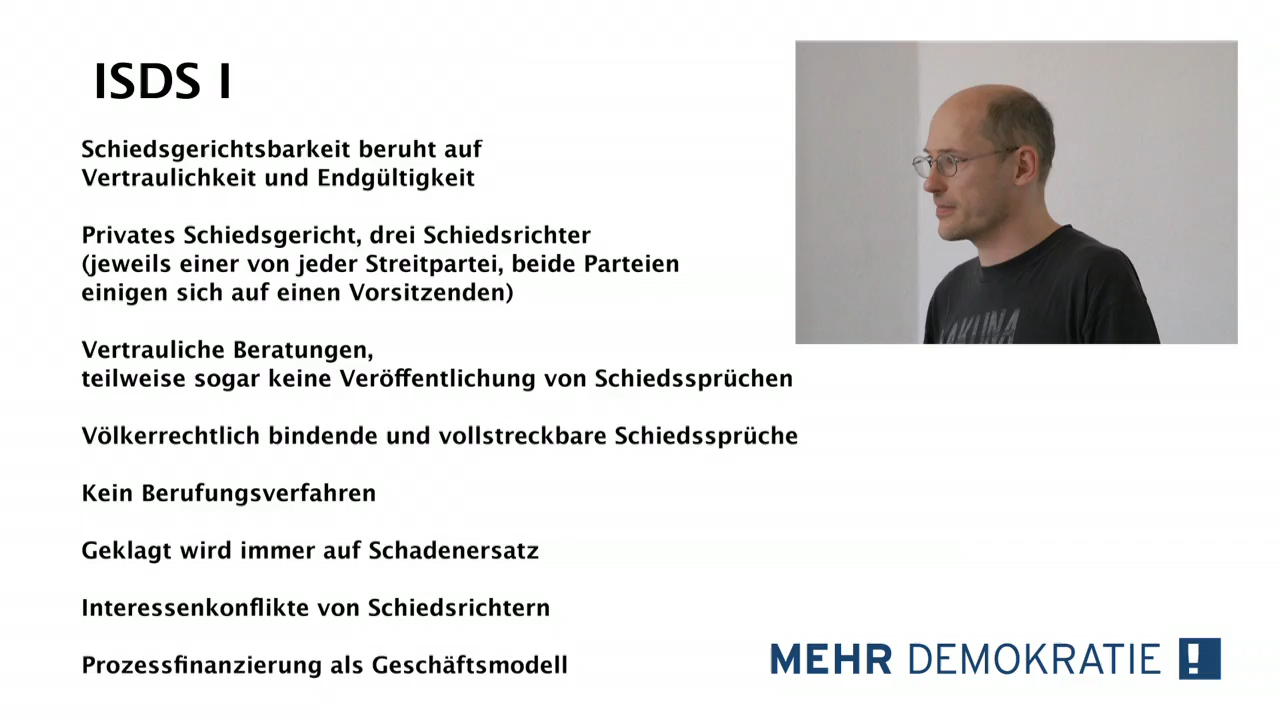 ISDS I
Schiedsgerichtsbarkeit beruht auf
Vertraulichkeit und Endgültigkeit
Privates Schiedsgericht, drei Schiedsrichter
(jeweils einer von jeder Streitpartei, beide Parteien
einigen sich auf einen Vorsitzenden)
Vertrauliche Beratungen,
teilweise sogar keine Veröffentlichung von Schiedssprüchen
Völkerrechtlich bindende und vollstreckbare Schiedssprüche
Kein Berufungsverfahren
Geklagt wird immer auf Schadenersatz
Interessenkonflikte von Schiedsrichtern
Prozessfinanzierung als Geschäftsmodell
MEHR DEMOKRATIE !